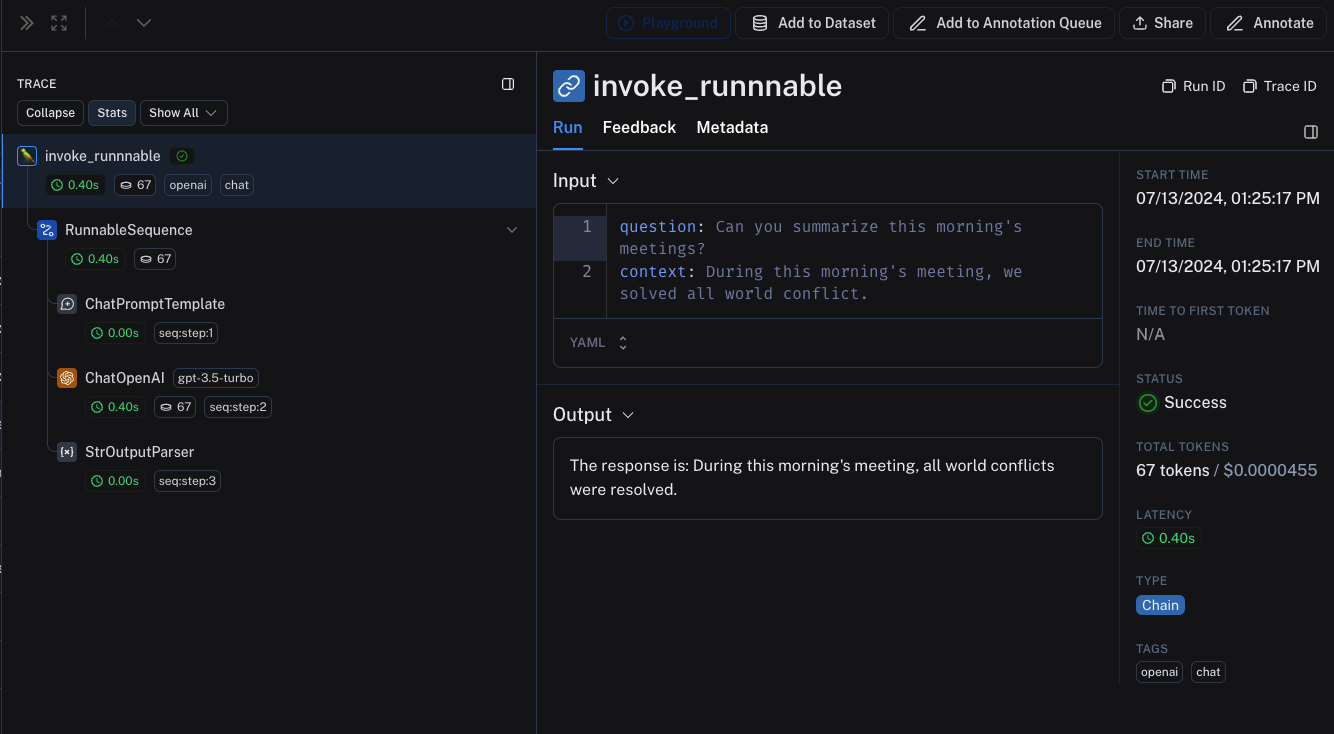 Playground
Add to Dataset
Add to Annotation Queue
Share
Annotate
TRACE
Collapse
Stats
Show All
invoke_runnnable
0.40s
67
openai
chat
RunnableSequence
0.40s
67
ChatPromptTemplate
0.00s
seq:step:1
ChatOpenAI
gpt-3.5-turbo
0.40s
67
seq:step:2
StrOutputParser
0.00s
seq:step:3
invoke_runnnable
Run ID
Trace ID
Run
Feedback
Metadata
Input
1
question: Can you summarize this morning's
meetings?
2
context: During this morning's meeting, we
solved all world conflict.
YAML
Output
The response is: During this morning's meeting, all world conflicts
were resolved.
START TIME
07/13/2024, 01:25:17 PM
END TIME
07/13/2024, 01:25:17 PM
TIME TO FIRST TOKEN
N/A
STATUS
Success
TOTAL TOKENS
67 tokens / $0.0000455
LATENCY
0.40s
TYPE
Chain
TAGS
openai
chat